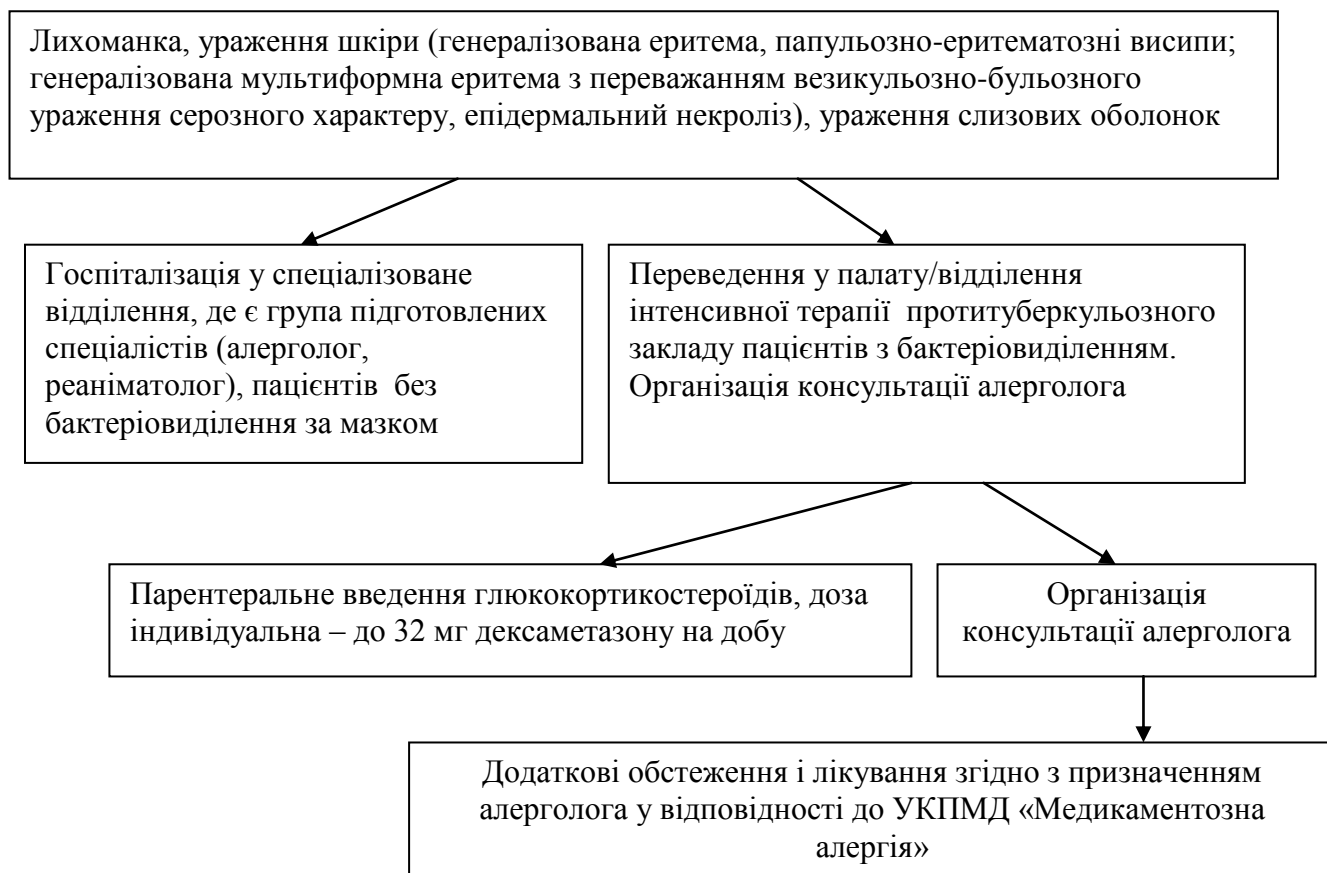 Лихоманка, ураження шкіри (генералізована еритема, папульозно-еритематозні висипи;
генералізована мультиформна еритема з переважанням везикульозно-бульозного
ураження серозного характеру, епідермальний некроліз), ураження слизових оболонок
Госпіталізація у спеціалізоване
відділення, де є група підготовлених
спеціалістів (алерголог,
реаніматолог), пацієнтів без
бактеріовиділення за мазком
Переведення у палату/відділення
інтенсивної терапії протитуберкульозного
закладу пацієнтів з бактеріовиділенням.
Організація консультації алерголога
Парентеральне введення глюкокортикостероїдів, доза
індивідуальна – до 32 мг дексаметазону на добу
Організація
консультації алерголога
Додаткові обстеження і лікування згідно з призначенням
алерголога у відповідності до УКПМД «Медикаментозна
алергія»